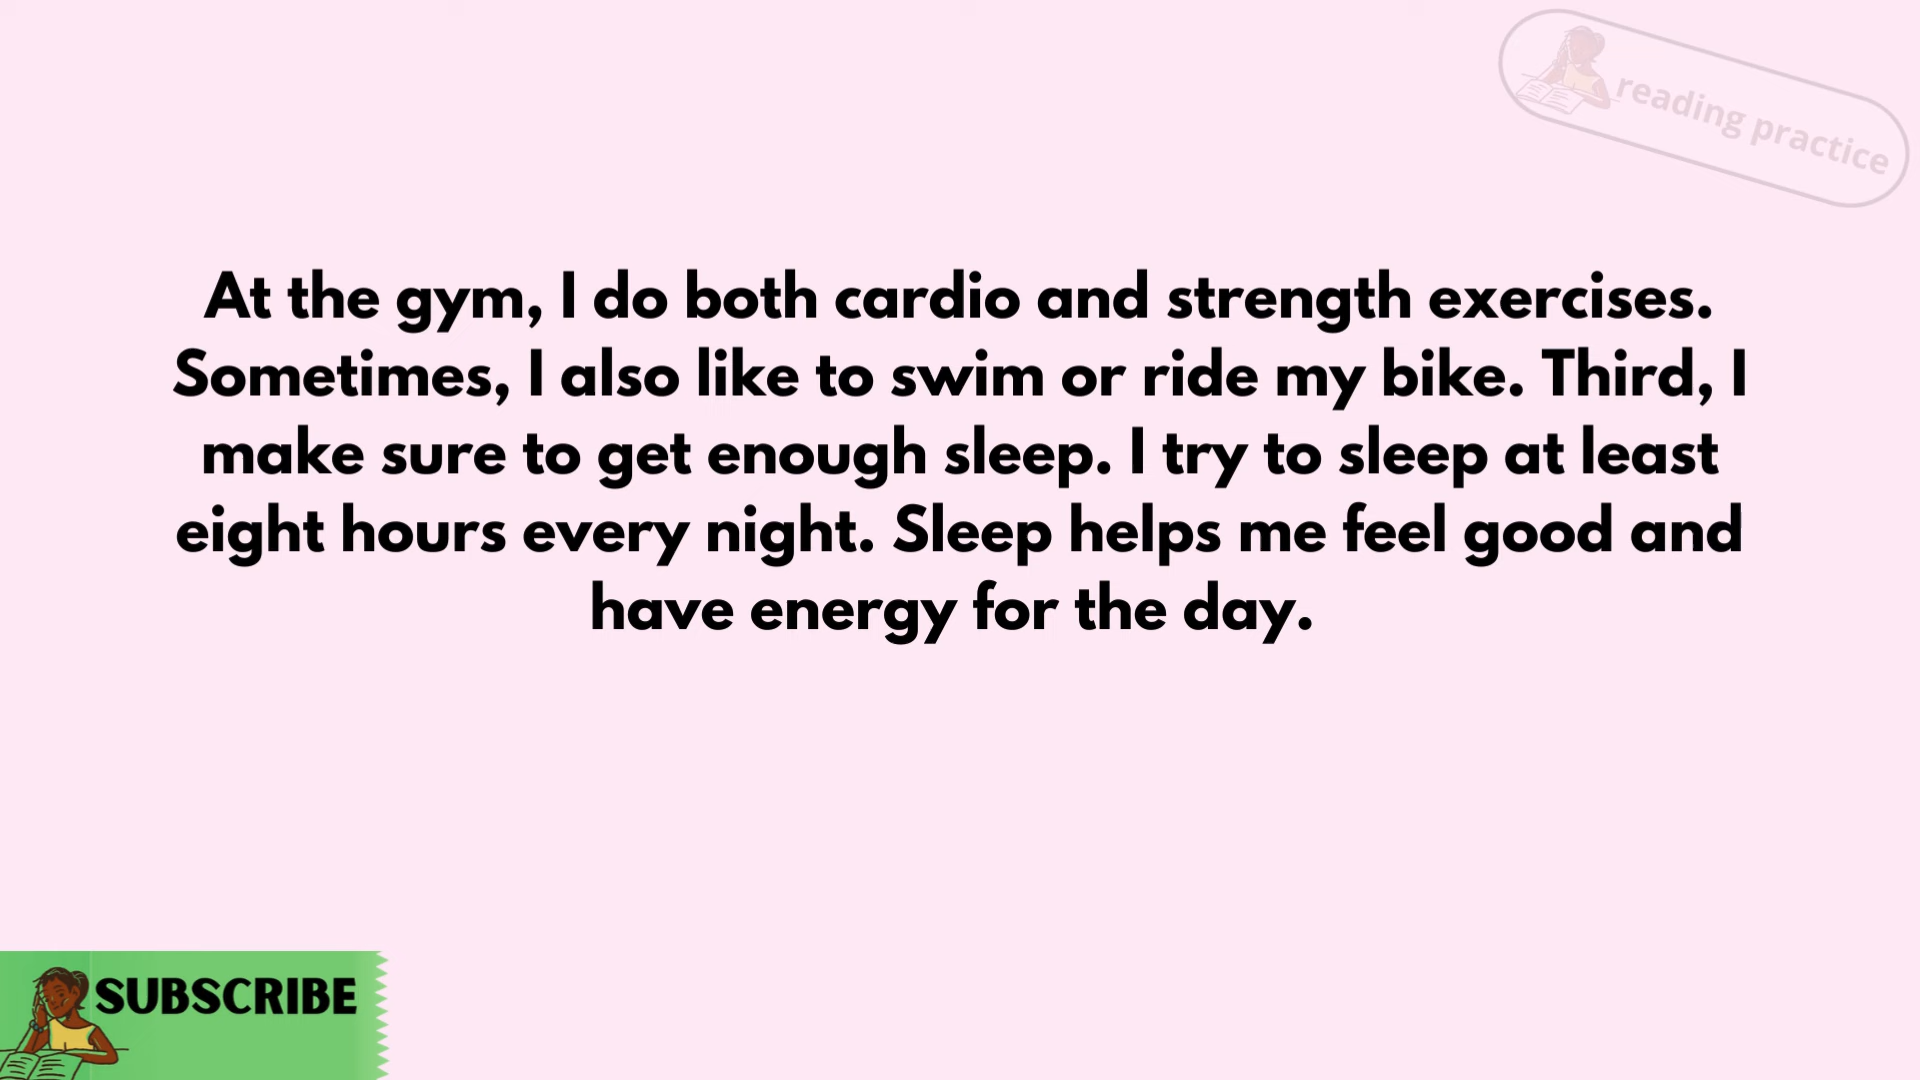 reading practice
At the gym, I do both cardio and strength exercises.
Sometimes, I also like to swim or ride my bike. Third, I
make sure to get enough sleep. I try to sleep at least
eight hours every night. Sleep helps me feel good and
have energy for the day.
SUBSCRIBE